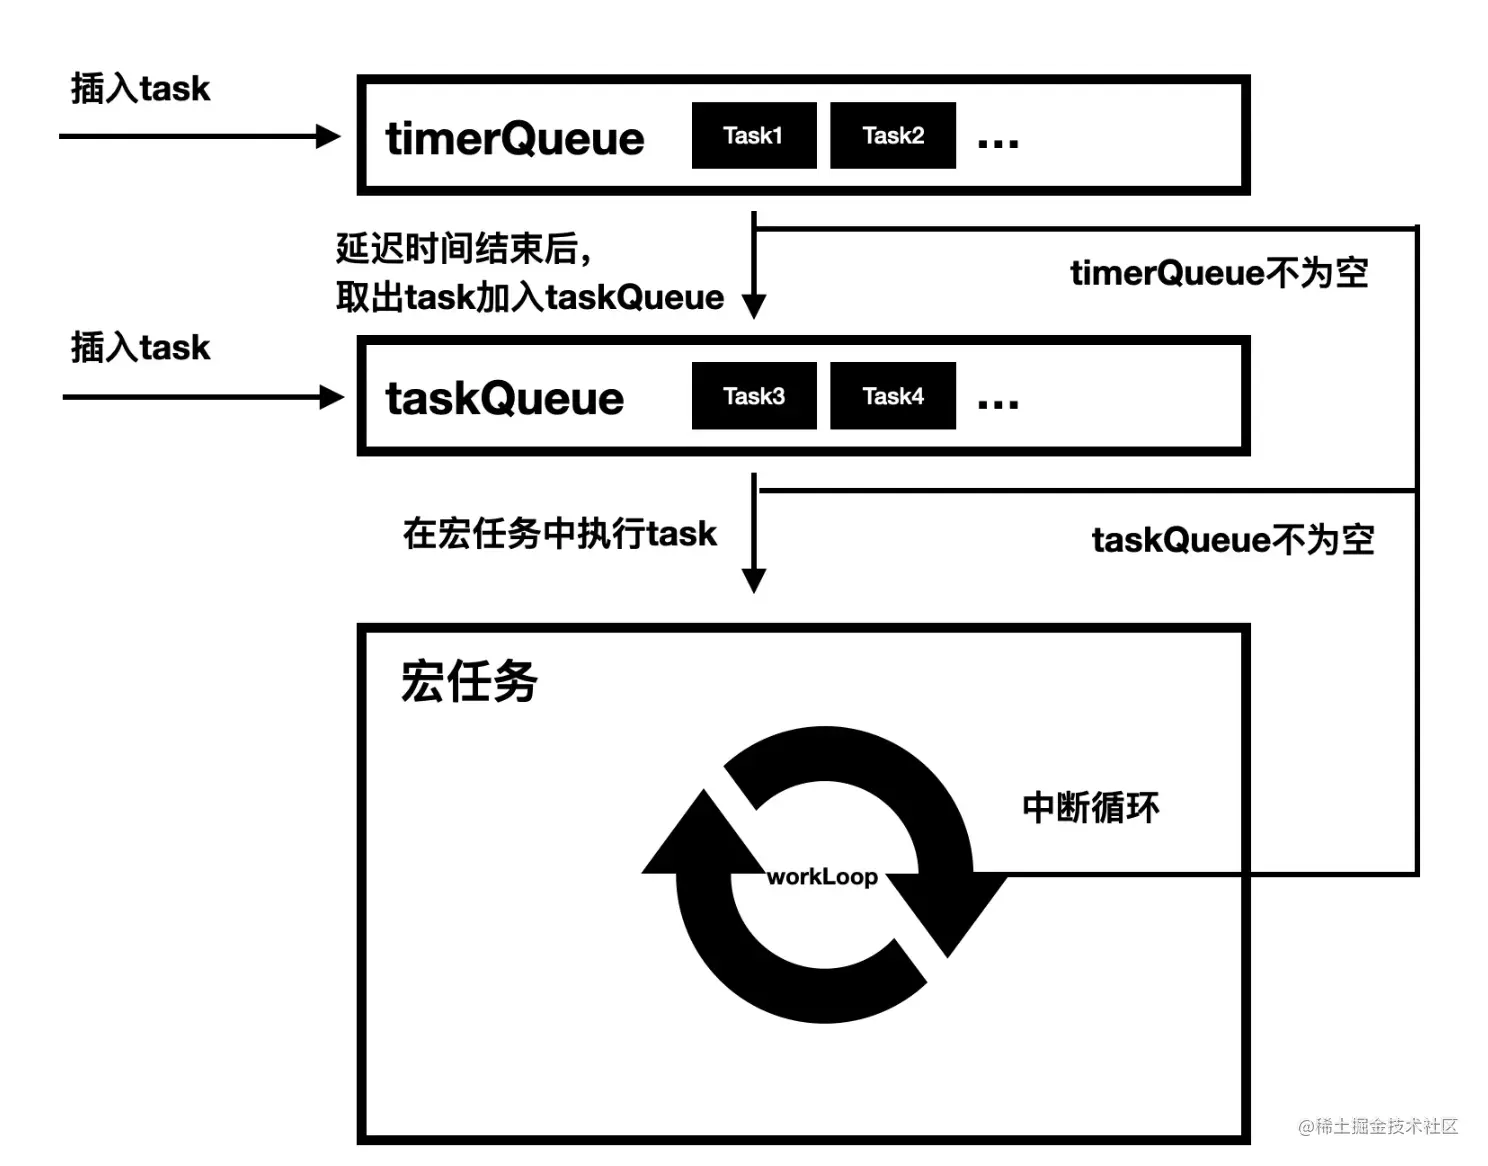 插入task
timerQueue
Task1
Task2
...
延迟时间结束后，
取出task加入taskQueue
timerQueue不为空
插入task
taskQueue
Task3
Task4
...
在宏任务中执行task
taskQueue不为空
宏任务
中断循环
workLoop
@稀土掘金技术社区